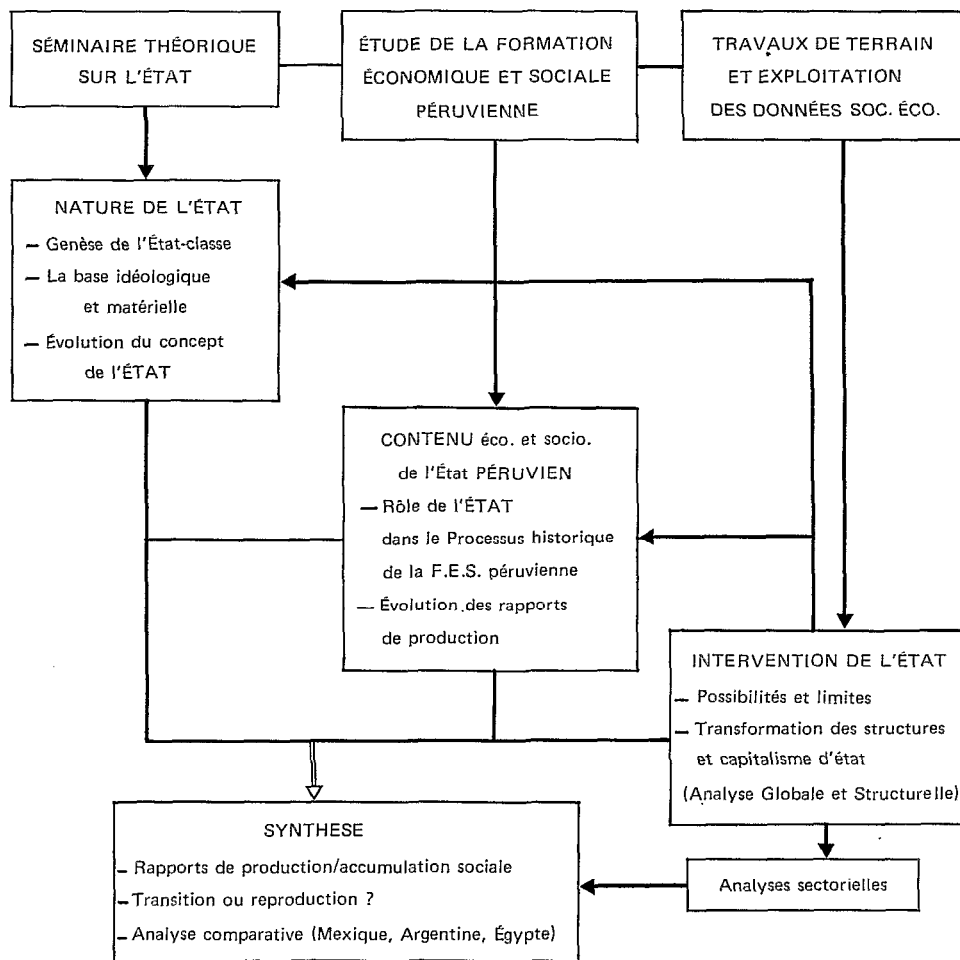 SÉMINAIRE THÉORIQUE
SUR L'ÉTAT
ÉTUDE DE LA FORMATION
ÉCONOMIQUE ET SOCIALE
PÉRUVIENNE
TRAVAUX DE TERRAIN
ET EXPLOITATION
DES DONNÉES SOC. ÉCO.
NATURE DE L'ÉTAT
— Genèse de l'État-classe
— La base idéologique
et matérielle
— Évolution du concept
de l'ÉTAT
CONTENU éco. et socio.
de l'État PÉRUVIEN
— Rôle de l'ÉTAT
dans le Processus historique
de la F.E.S. péruvienne
— Évolution des rapports
de production
INTERVENTION DE L'ÉTAT
— Possibilités et limites
— Transformation des structures
et capitalisme d'état
(Analyse Globale et Structurelle)
Analyses sectorielles
SYNTHESE
— Rapports de production/accumulation sociale
— Transition ou reproduction ?
— Analyse comparative (Mexique, Argentine, Égypte)